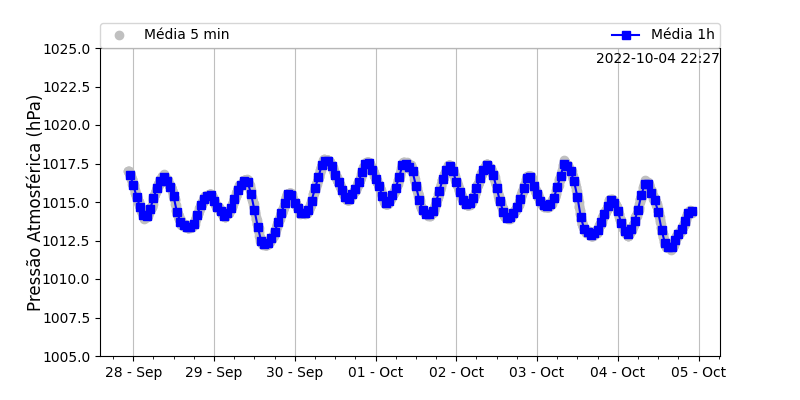 Média 5 min
Média 1h
2022-10-04 22:27
Pressão Atmosférica (hPa)
1025.0
1022.5
1020.0
1017.5
1015.0
1012.5
1010.0
1007.5
1005.0
28 - Sep
29 - Sep
30 - Sep
01 - Oct
02 - Oct
03 - Oct
04 - Oct
05 - Oct